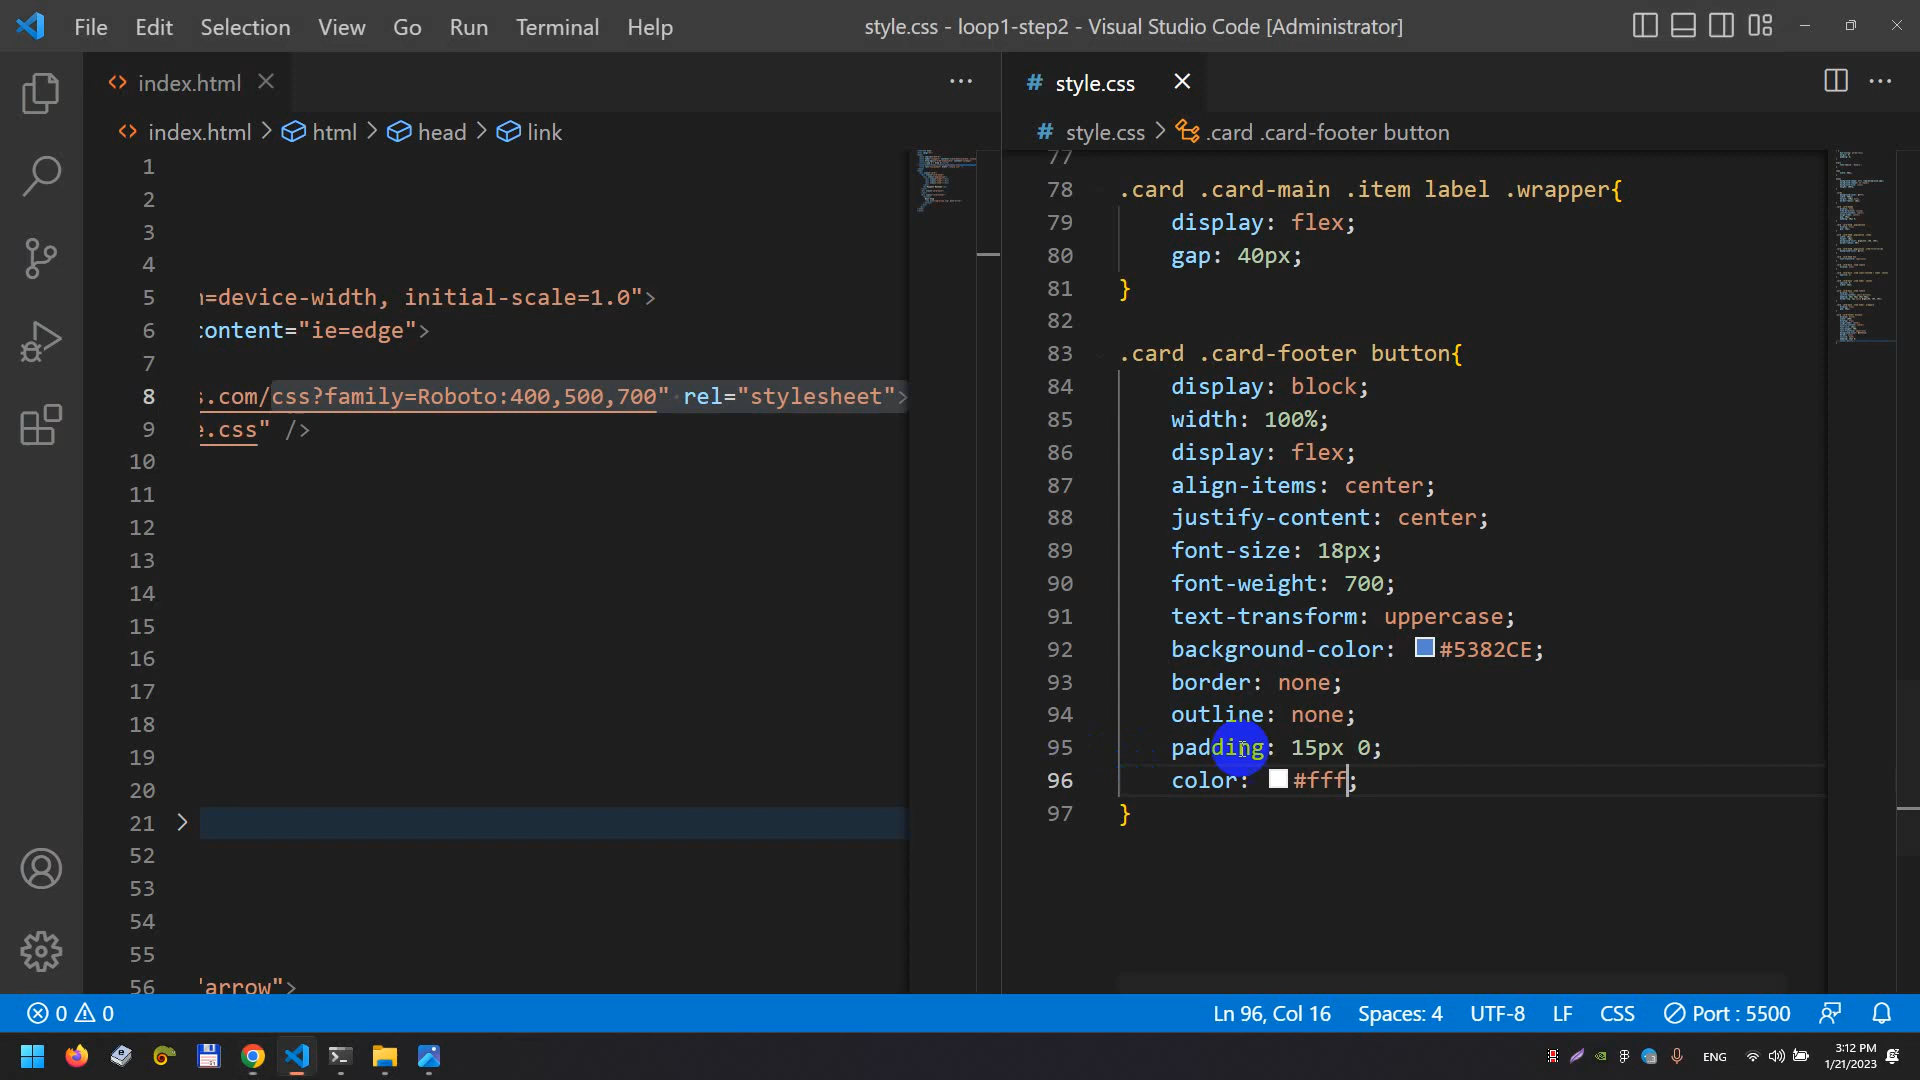 File Edit Selection View Go Run Terminal Help
style.css - loop1-step2 - Visual Studio Code [Administrator]
index.html
index.html > html > head > link
1
2
3
4
5 =device-width, initial-scale=1.0">
6 content="ie=edge">
7
8 s.com/css?family=Roboto:400,500,700" rel="stylesheet">
9 e.css" />
10
11
12
13
14
15
16
17
18
19
20
21
52
53
54
55
56 "arrow">
# style.css
# style.css > .card .card-footer button
77
78 .card .card-main .item label .wrapper{
79 display: flex;
80 gap: 40px;
81 }
82
83 .card .card-footer button{
84 display: block;
85 width: 100%;
86 display: flex;
87 align-items: center;
88 justify-content: center;
89 font-size: 18px;
90 font-weight: 700;
91 text-transform: uppercase;
92 background-color: #5382CE;
93 border: none;
94 outline: none;
95 padding: 15px 0;
96 color: #fff;
97 }
0 0
Ln 96, Col 16 Spaces: 4 UTF-8 LF CSS Port : 5500
ENG
3:12 PM
1/21/2023